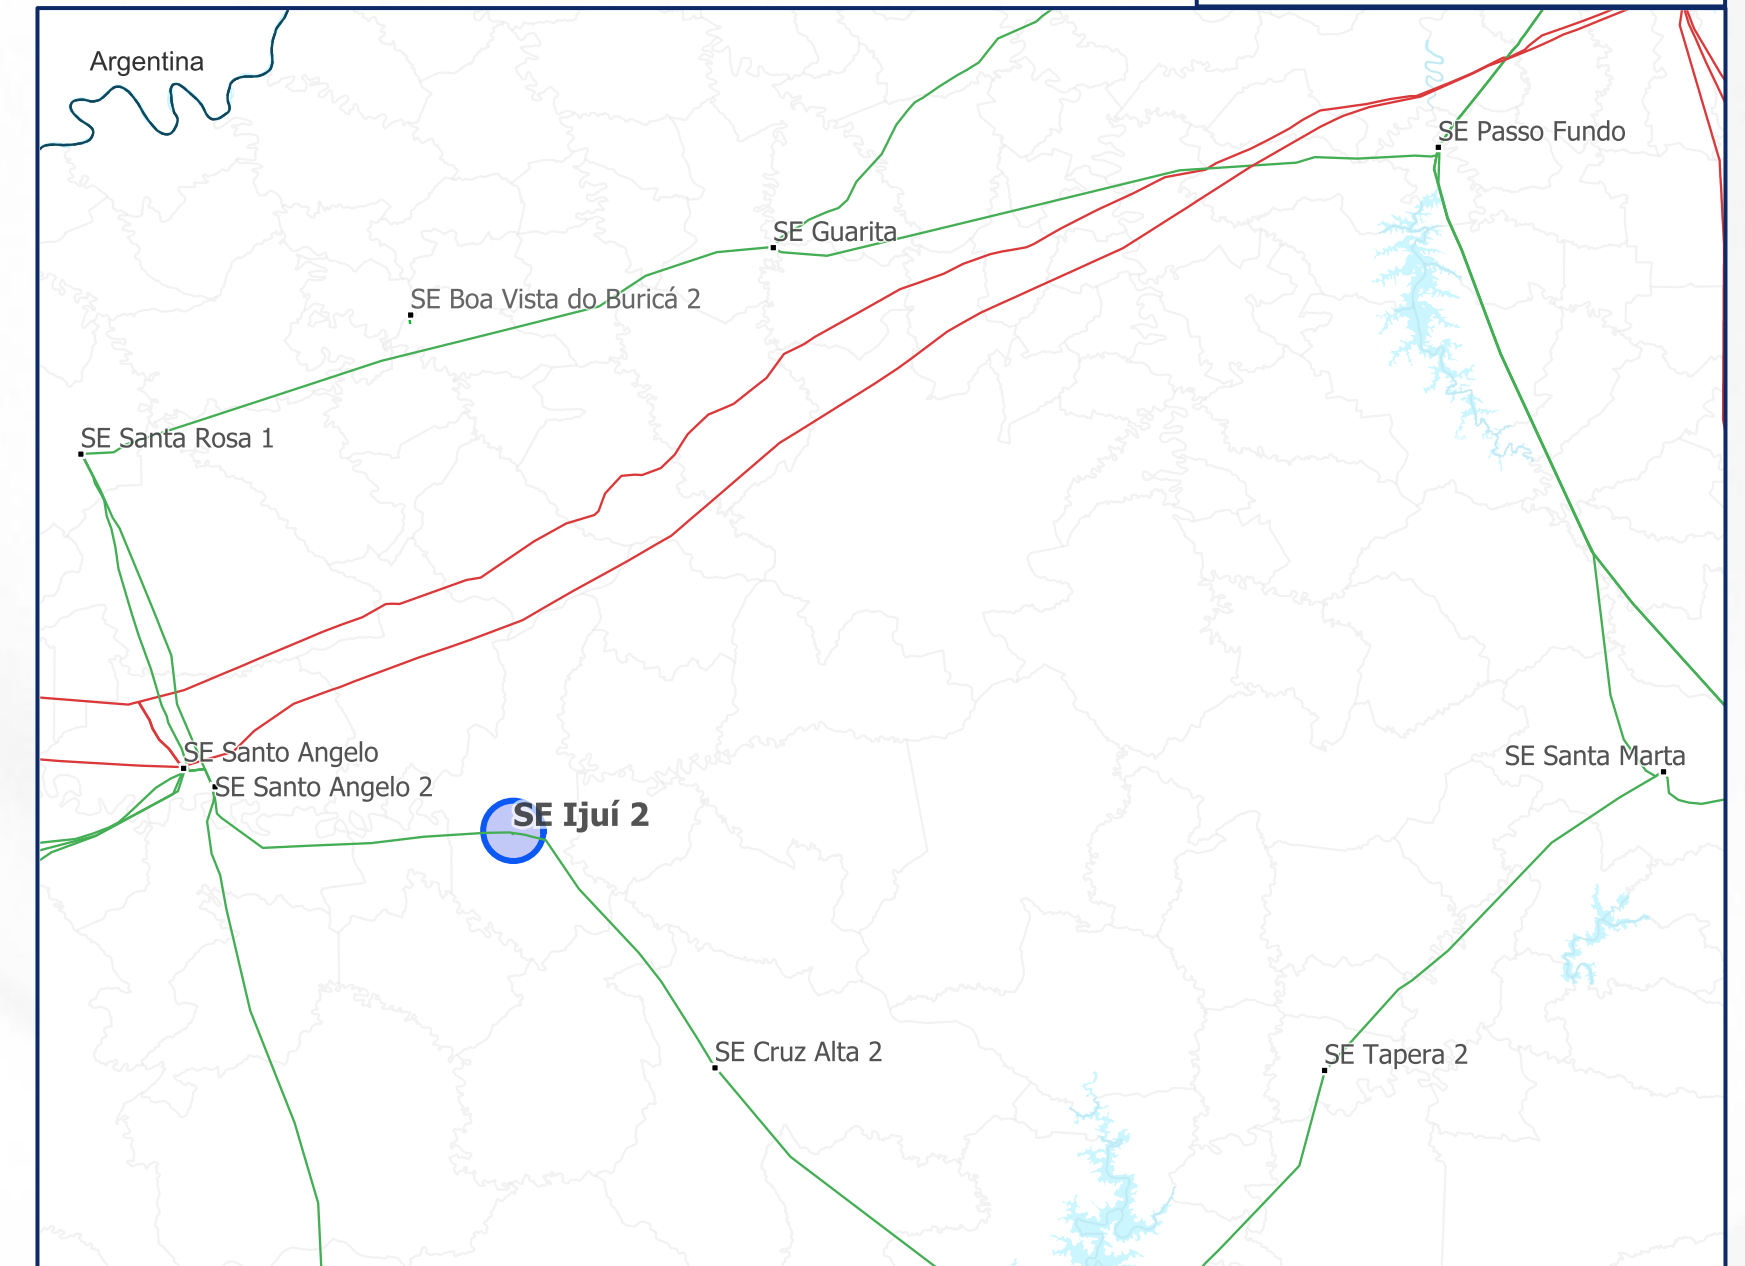 Argentina
SE Passo Fundo
SE Guarita
SE Boa Vista do Buricá 2
SE Santa Rosa 1
SE Santo Angelo
SE Santa Marta
SE Santo Angelo 2
SE Ijuí 2
SE Cruz Alta 2
SE Tapera 2